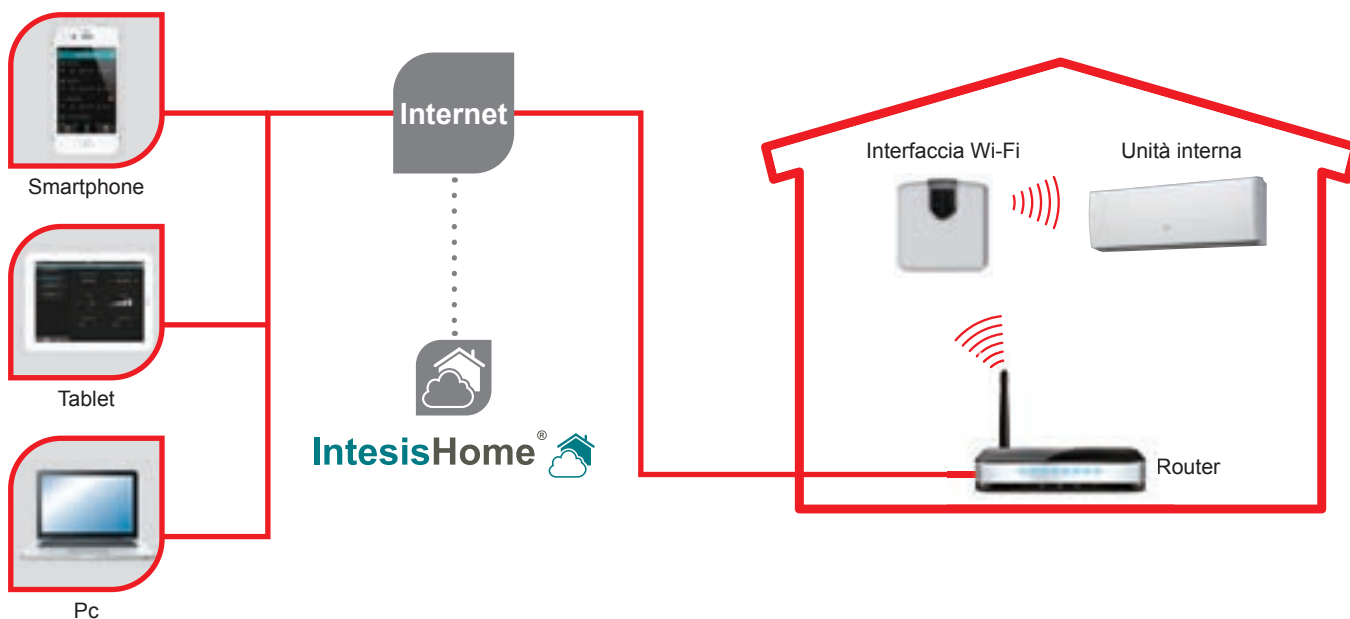 Smartphone
Tablet
Pc
Internet
IntesisHome®
Interfaccia Wi-Fi
Unità interna
Router